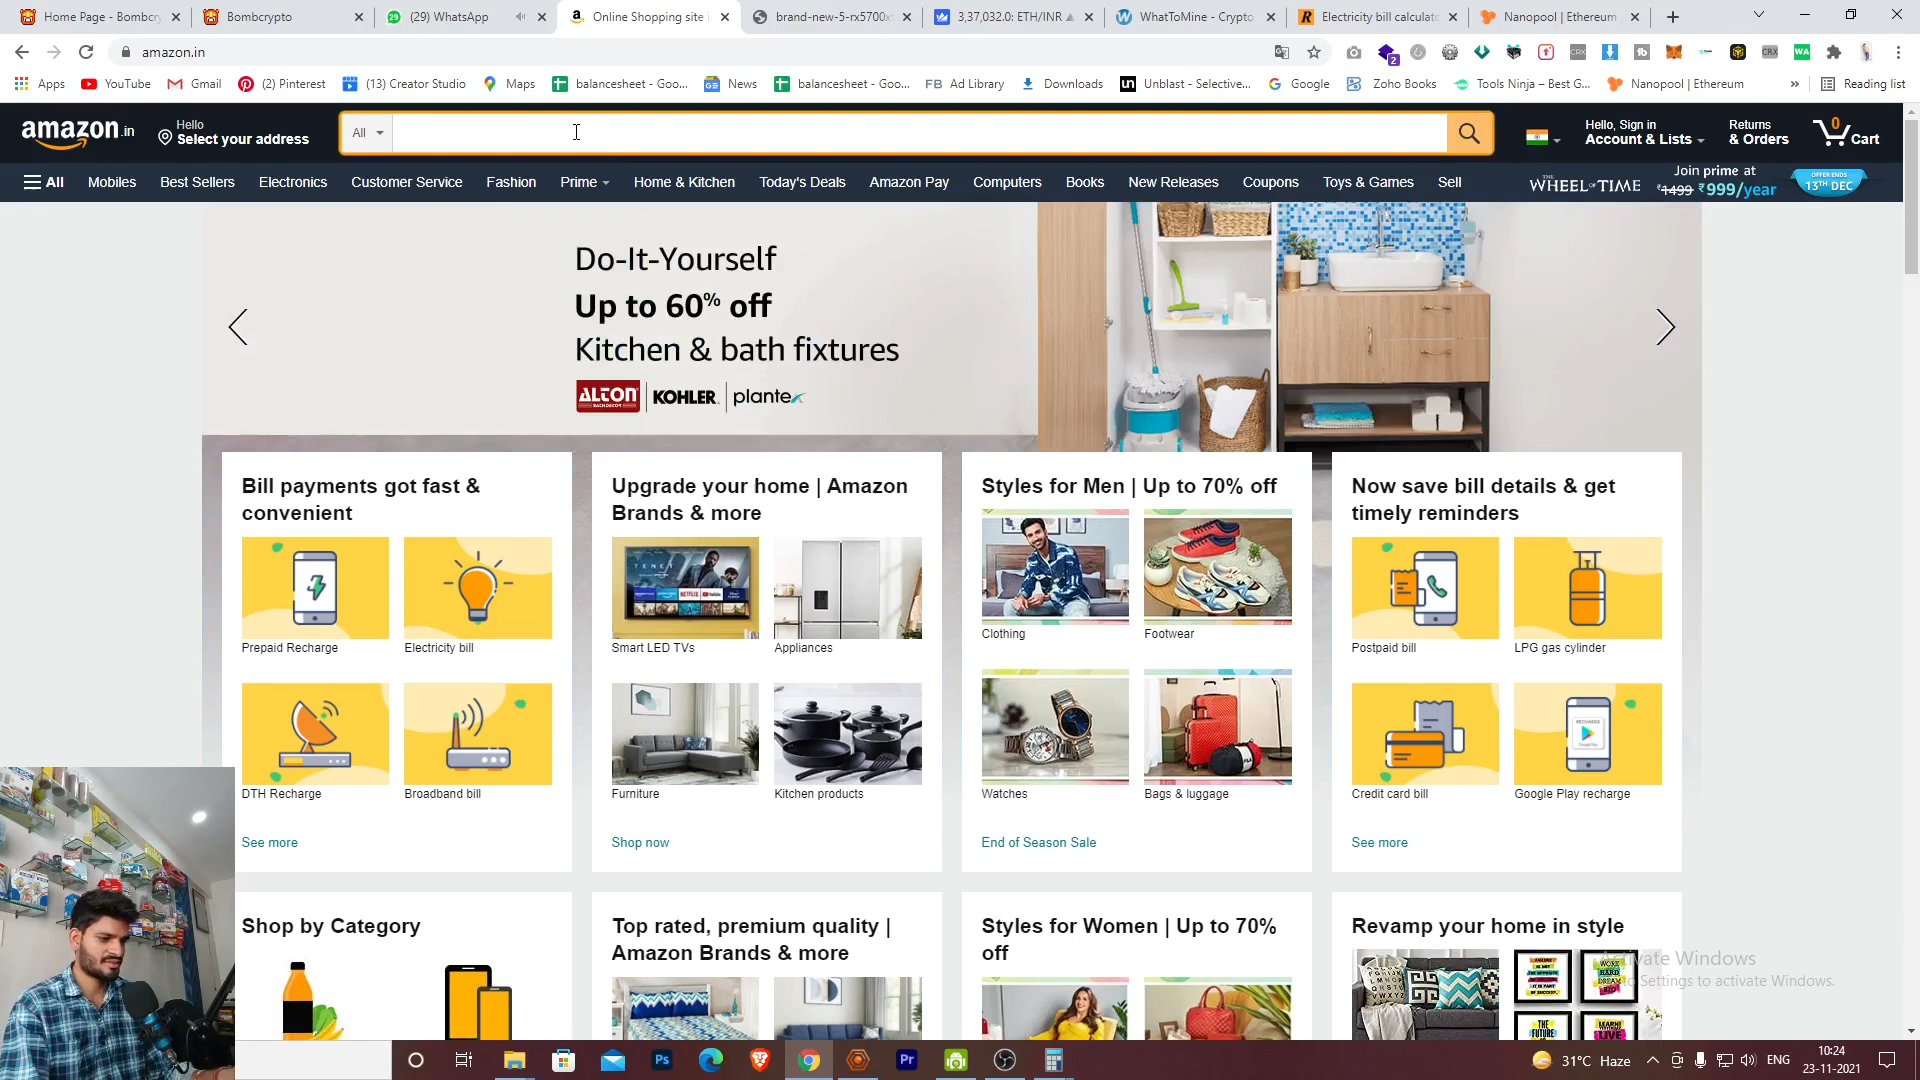 Home Page - Bombcry
Bombcrypto
(29) WhatsApp
Online Shopping site i
brand-new-5-rx5700x
3,37,032.0: ETH/INR
WhatToMine - Crypto
Electricity bill calculat
Nanopool | Ethereum
amazon.in
Apps
YouTube
Gmail
(2) Pinterest
(13) Creator Studio
Maps
balancesheet - Goo...
News
balancesheet - Goo...
FB Ad Library
Downloads
Unblast - Selective...
Google
Zoho Books
Tools Ninja – Best G...
Nanopool | Ethereum
»
Reading list
amazon.in
Hello
Select your address
All
Hello, Sign in
Account & Lists
Returns
& Orders
0
Cart
All
Mobiles
Best Sellers
Electronics
Customer Service
Fashion
Prime
Home & Kitchen
Today's Deals
Amazon Pay
Computers
Books
New Releases
Coupons
Toys & Games
Sell
THE WHEEL OF TIME
Join prime at
₹1499 ₹999/year
OFFER ENDS
13TH DEC
Do-It-Yourself
Up to 60% off
Kitchen & bath fixtures
ALTON
KOHLER
plantex
Bill payments got fast &
convenient
Prepaid Recharge
Electricity bill
DTH Recharge
Broadband bill
See more
Upgrade your home | Amazon
Brands & more
TENET
Smart LED TVs
Appliances
Furniture
Kitchen products
Shop now
Styles for Men | Up to 70% off
Clothing
Footwear
Watches
Bags & luggage
End of Season Sale
Now save bill details & get
timely reminders
Postpaid bill
LPG gas cylinder
RECHARGE
Credit card bill
Google Play recharge
See more
Shop by Category
Top rated, premium quality |
Amazon Brands & more
Styles for Women | Up to 70%
off
Revamp your home in style
Activate Windows
to Settings to activate Windows.
31°C Haze
ENG
10:24
23-11-2021